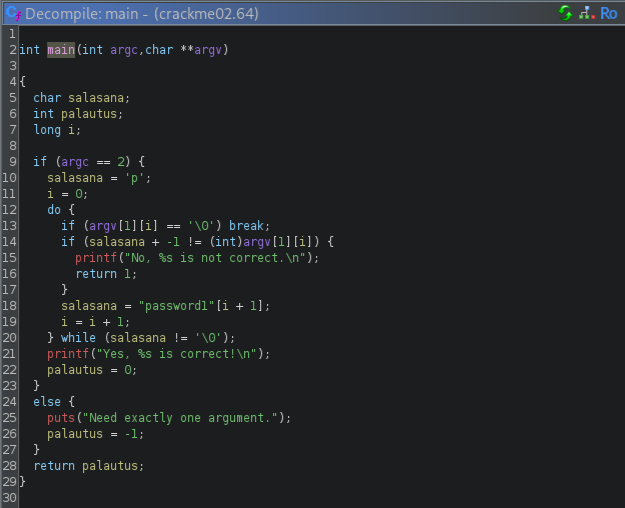 Decompile: main - (crackme02.64)
Ro
1
2 int main(int argc,char **argv)
3
4 {
5   char salasana;
6   int palautus;
7   long i;
8
9   if (argc == 2) {
10     salasana = 'p';
11     i = 0;
12     do {
13       if (argv[1][i] == '\0') break;
14       if (salasana + -1 != (int)argv[1][i]) {
15         printf("No, %s is not correct.\n");
16         return 1;
17       }
18       salasana = "password1"[i + 1];
19       i = i + 1;
20     } while (salasana != '\0');
21     printf("Yes, %s is correct!\n");
22     palautus = 0;
23   }
24   else {
25     puts("Need exactly one argument.");
26     palautus = -1;
27   }
28   return palautus;
29 }
30